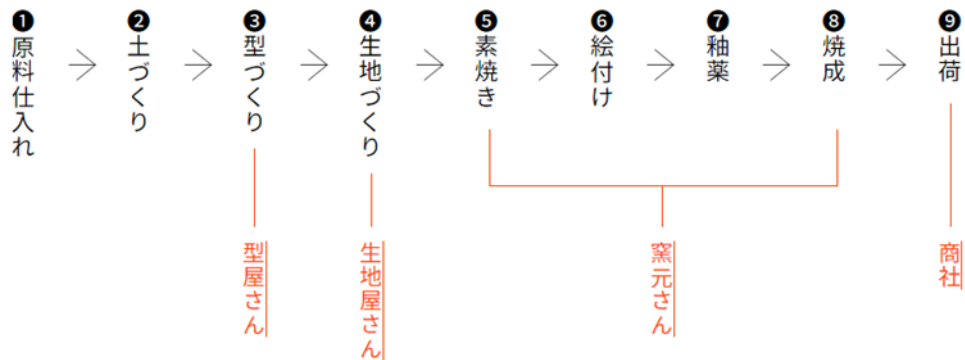 ❶原料仕入れ
❷土づくり
❸型づくり
❹生地づくり
❺素焼き
❻絵付け
❼釉薬
❽焼成
❾出荷
型屋さん
生地屋さん
窯元さん
商社